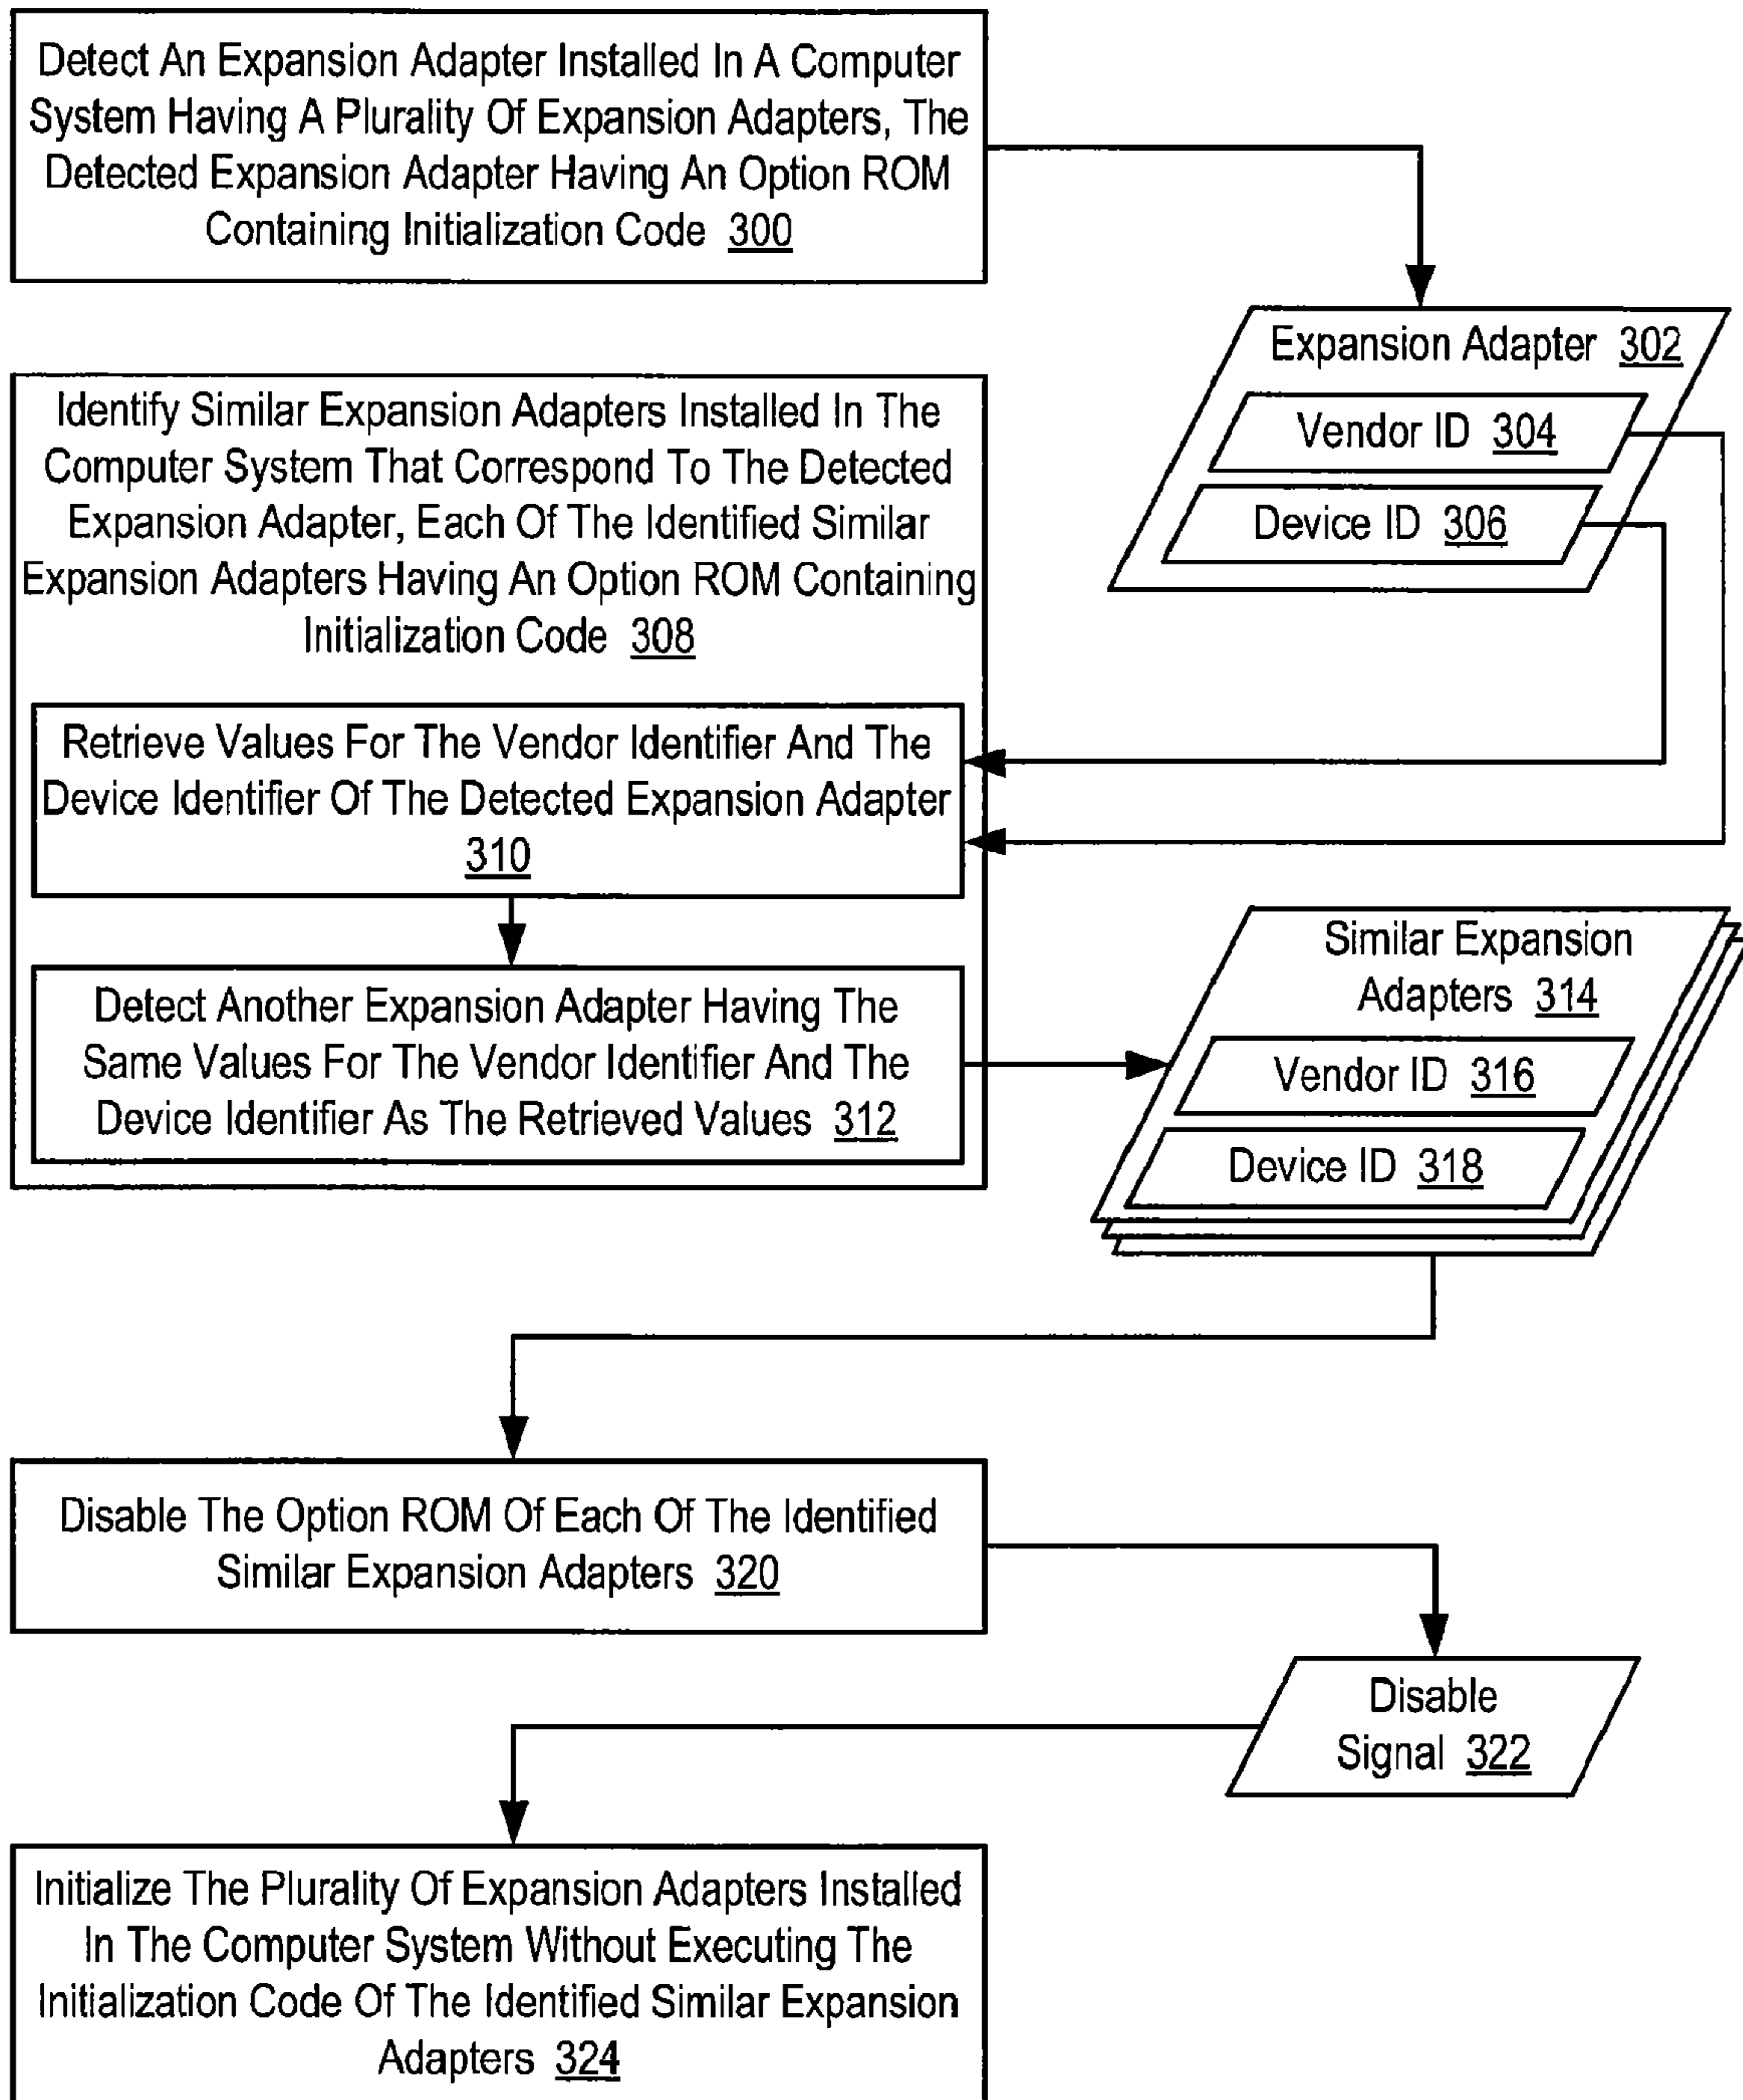 Detect An Expansion Adapter Installed In A Computer
System Having A Plurality Of Expansion Adapters, The
Detected Expansion Adapter Having An Option ROM
Containing Initialization Code 300
Expansion Adapter 302
Vendor ID 304
Device ID 306
Identify Similar Expansion Adapters Installed In The
Computer System That Correspond To The Detected
Expansion Adapter, Each Of The Identified Similar
Expansion Adapters Having An Option ROM Containing
Initialization Code 308
Retrieve Values For The Vendor Identifier And The
Device Identifier Of The Detected Expansion Adapter
310
Detect Another Expansion Adapter Having The
Same Values For The Vendor Identifier And The
Device Identifier As The Retrieved Values 312
Similar Expansion
Adapters 314
Vendor ID 316
Device ID 318
Disable The Option ROM Of Each Of The Identified
Similar Expansion Adapters 320
Disable
Signal 322
Initialize The Plurality Of Expansion Adapters Installed
In The Computer System Without Executing The
Initialization Code Of The Identified Similar Expansion
Adapters 324